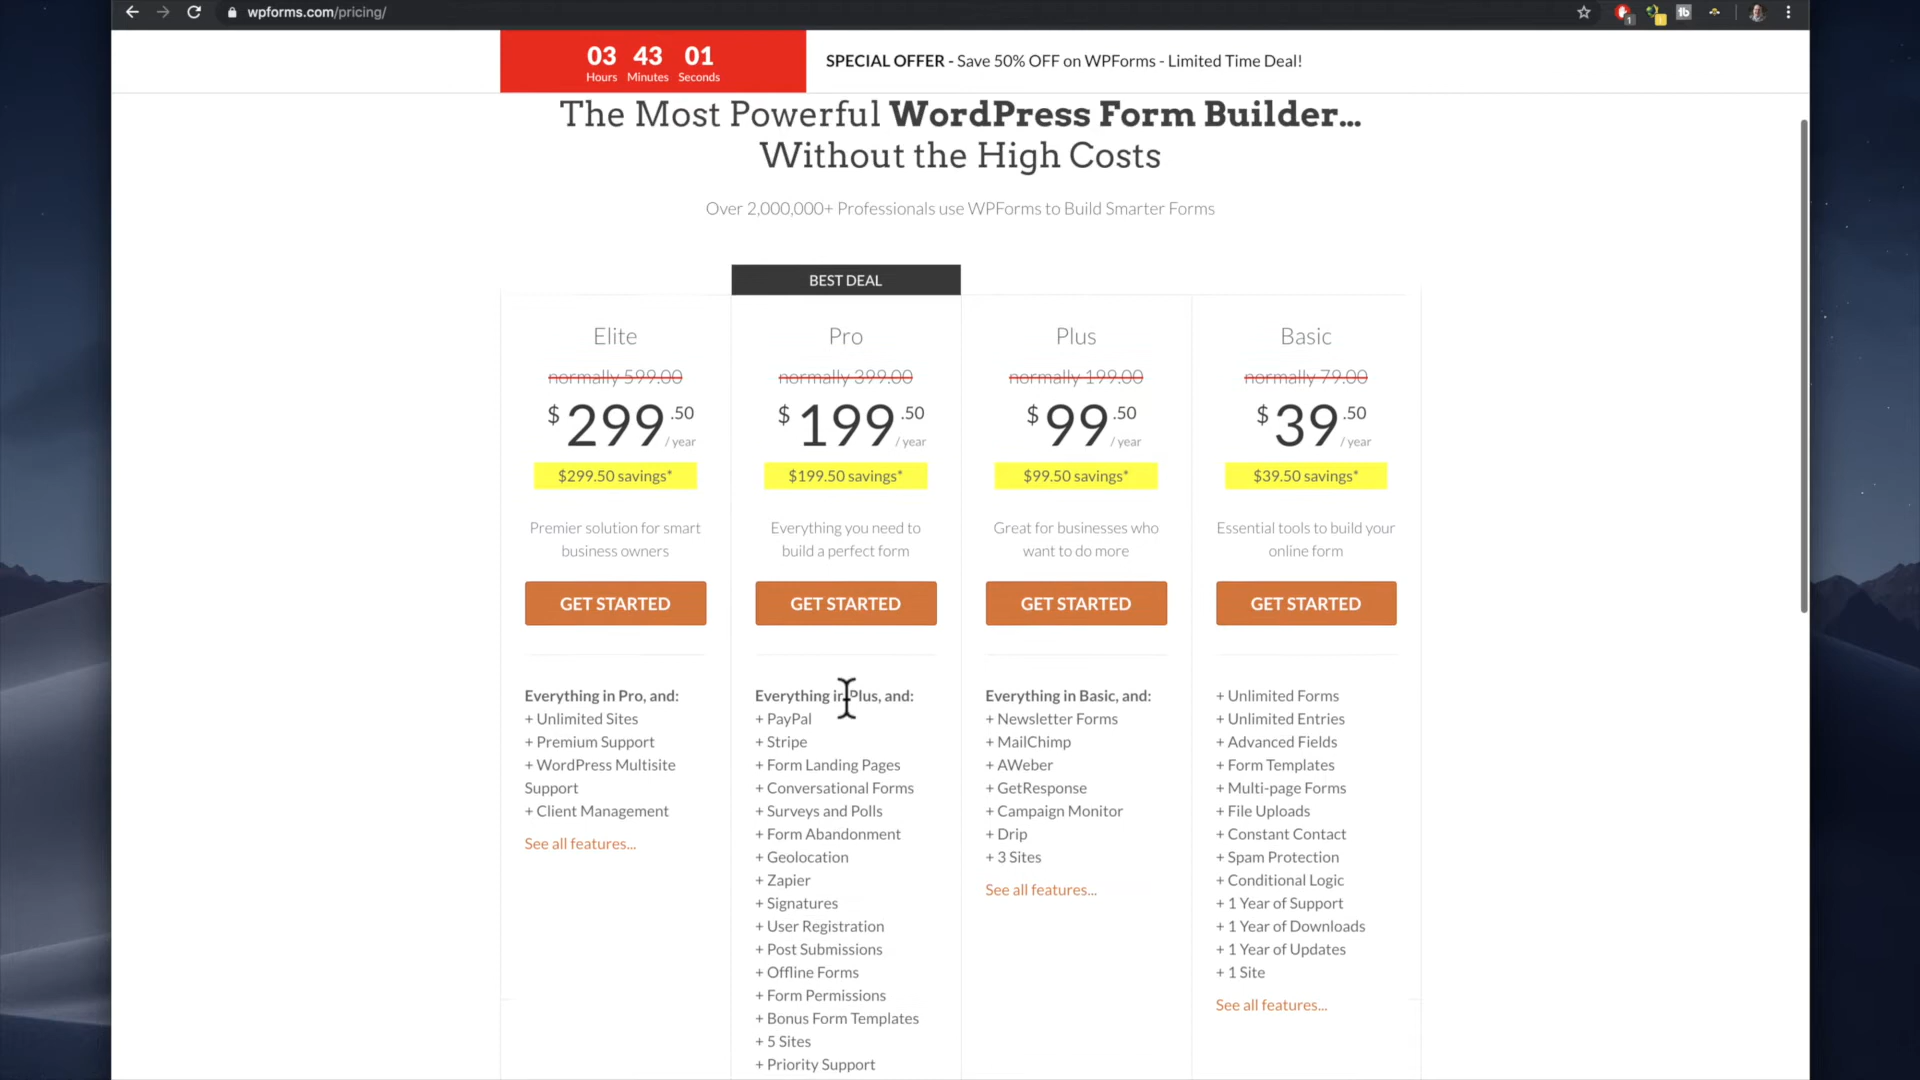 wpforms.com/pricing/
03 43 01
Hours Minutes Seconds
SPECIAL OFFER - Save 50% OFF on WPForms - Limited Time Deal!
The Most Powerful WordPress Form Builder...
Without the High Costs
Over 2,000,000+ Professionals use WPForms to Build Smarter Forms
BEST DEAL
Elite
normally 599.00
$299.50 / year
$299.50 savings*
Premier solution for smart
business owners
GET STARTED
Everything in Pro, and:
+ Unlimited Sites
+ Premium Support
+ WordPress Multisite
Support
+ Client Management
See all features...
Pro
normally 399.00
$199.50 / year
$199.50 savings*
Everything you need to
build a perfect form
GET STARTED
Everything in Plus, and:
+ PayPal
+ Stripe
+ Form Landing Pages
+ Conversational Forms
+ Surveys and Polls
+ Form Abandonment
+ Geolocation
+ Zapier
+ Signatures
+ User Registration
+ Post Submissions
+ Offline Forms
+ Form Permissions
+ Bonus Form Templates
+ 5 Sites
+ Priority Support
Plus
normally 199.00
$99.50 / year
$99.50 savings*
Great for businesses who
want to do more
GET STARTED
Everything in Basic, and:
+ Newsletter Forms
+ MailChimp
+ AWeber
+ GetResponse
+ Campaign Monitor
+ Drip
+ 3 Sites
See all features...
Basic
normally 79.00
$39.50 / year
$39.50 savings*
Essential tools to build your
online form
GET STARTED
+ Unlimited Forms
+ Unlimited Entries
+ Advanced Fields
+ Form Templates
+ Multi-page Forms
+ File Uploads
+ Constant Contact
+ Spam Protection
+ Conditional Logic
+ 1 Year of Support
+ 1 Year of Downloads
+ 1 Year of Updates
+ 1 Site
See all features...